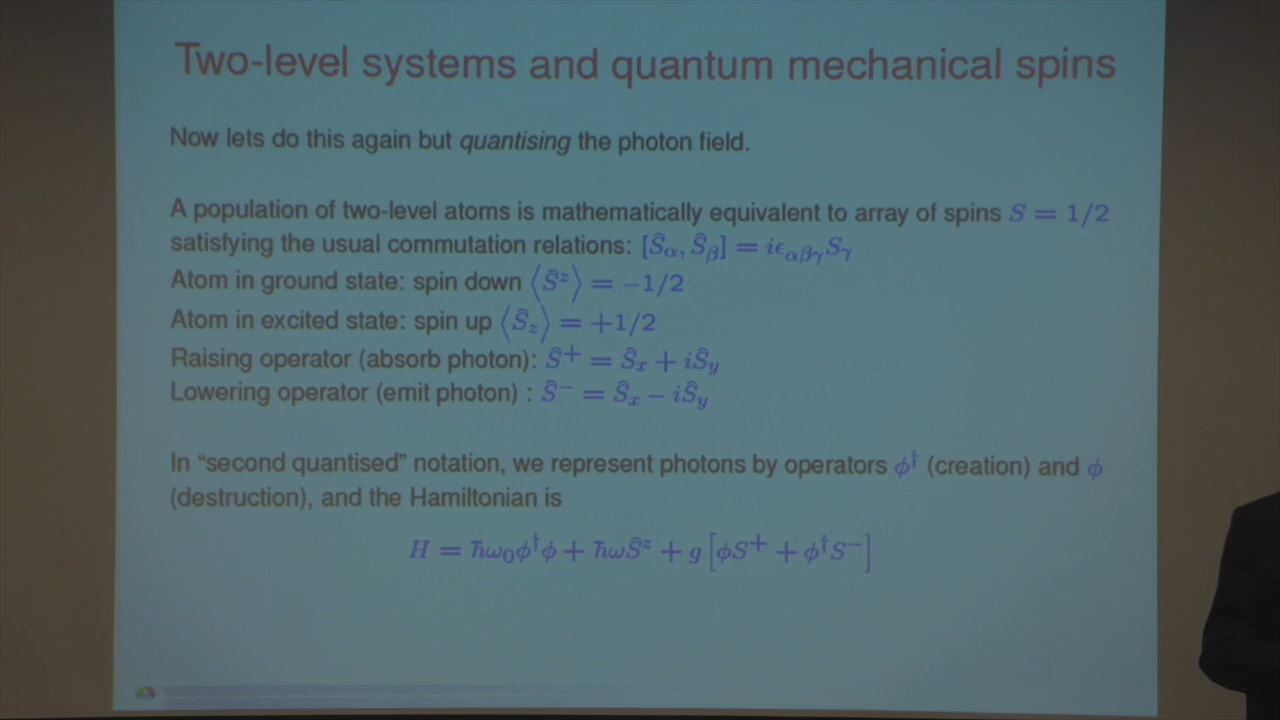 Two-level systems and quantum mechanical spins
Now lets do this again but quantising the photon field.
A population of two-level atoms is mathematically equivalent to array of spins S = 1/2
satisfying the usual commutation relations: [Ŝα, Ŝβ] = iϵαβγSγ
Atom in ground state: spin down ⟨Ŝᶻ⟩ = −1/2
Atom in excited state: spin up ⟨Ŝz⟩ = +1/2
Raising operator (absorb photon): Ŝ⁺ = Ŝx + iŜy
Lowering operator (emit photon) : Ŝ⁻ = Ŝx − iŜy
In “second quantised” notation, we represent photons by operators ϕ† (creation) and ϕ
(destruction), and the Hamiltonian is
H = ℏω₀ϕ†ϕ + ℏωŜᶻ + g [ϕS⁺ + ϕ†S⁻]